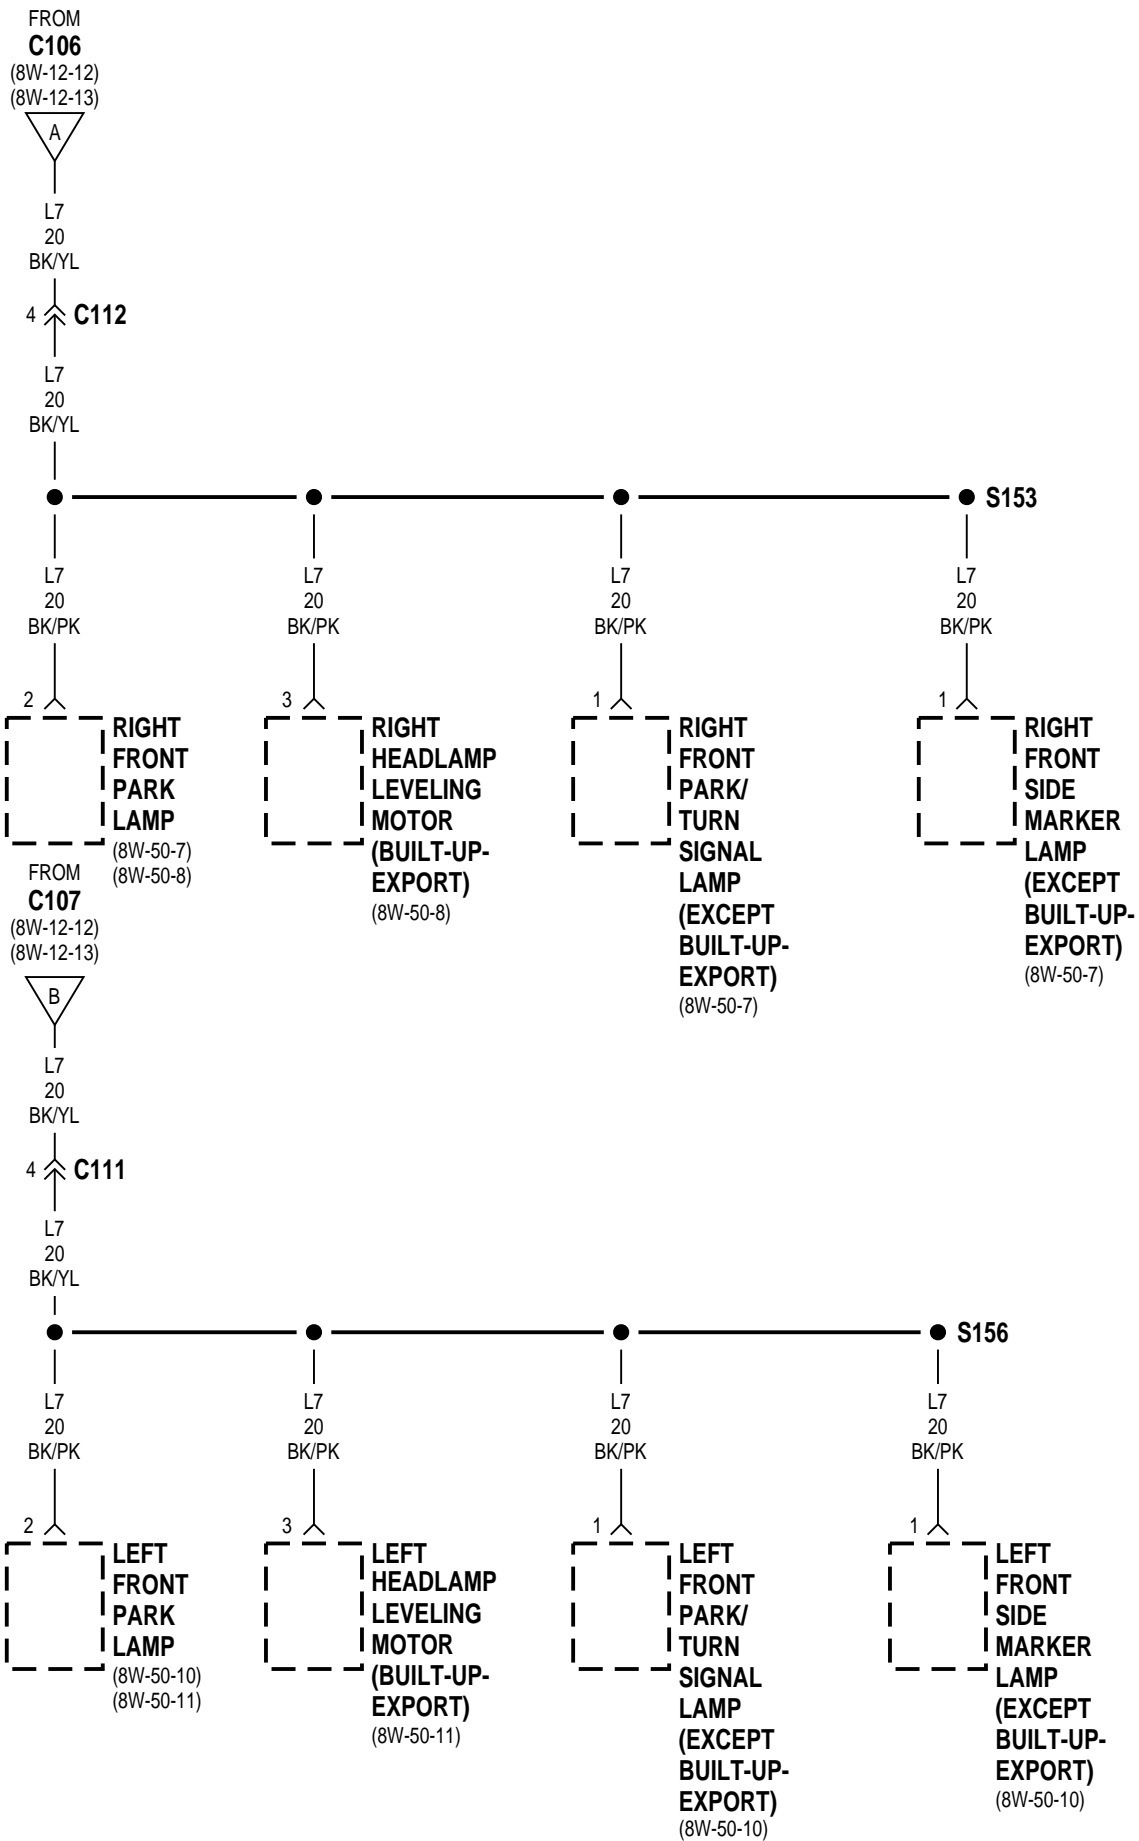 FROM
C106
(8W-12-12)
(8W-12-13)
A
L7
20
BK/YL
4
C112
L7
20
BK/YL
S153
L7
20
BK/PK
L7
20
BK/PK
L7
20
BK/PK
L7
20
BK/PK
2
RIGHT
FRONT
PARK
LAMP
(8W-50-7)
(8W-50-8)
3
RIGHT
HEADLAMP
LEVELING
MOTOR
(BUILT-UP-
EXPORT)
(8W-50-8)
1
RIGHT
FRONT
PARK/
TURN
SIGNAL
LAMP
(EXCEPT
BUILT-UP-
EXPORT)
(8W-50-7)
1
RIGHT
FRONT
SIDE
MARKER
LAMP
(EXCEPT
BUILT-UP-
EXPORT)
(8W-50-7)
FROM
C107
(8W-12-12)
(8W-12-13)
B
L7
20
BK/YL
4
C111
L7
20
BK/YL
S156
L7
20
BK/PK
L7
20
BK/PK
L7
20
BK/PK
L7
20
BK/PK
2
LEFT
FRONT
PARK
LAMP
(8W-50-10)
(8W-50-11)
3
LEFT
HEADLAMP
LEVELING
MOTOR
(BUILT-UP-
EXPORT)
(8W-50-11)
1
LEFT
FRONT
PARK/
TURN
SIGNAL
LAMP
(EXCEPT
BUILT-UP-
EXPORT)
(8W-50-10)
1
LEFT
FRONT
SIDE
MARKER
LAMP
(EXCEPT
BUILT-UP-
EXPORT)
(8W-50-10)